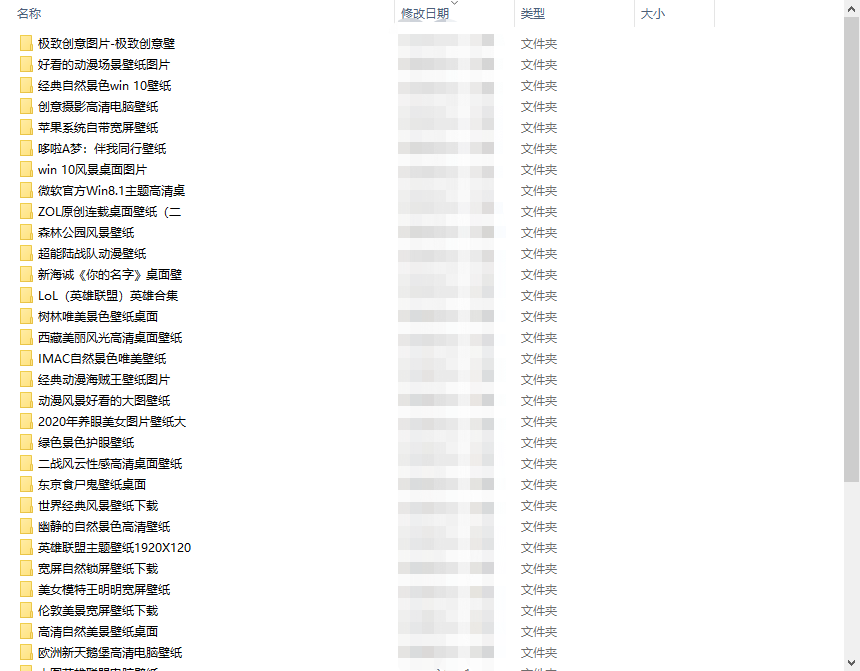 名称 修改日期 类型 大小
极致创意图片-极致创意壁 文件夹
好看的动漫场景壁纸图片 文件夹
经典自然景色win 10壁纸 文件夹
创意摄影高清电脑壁纸 文件夹
苹果系统自带宽屏壁纸 文件夹
哆啦A梦：伴我同行壁纸 文件夹
win 10风景桌面图片 文件夹
微软官方Win8.1主题高清桌 文件夹
ZOL原创连载桌面壁纸（二 文件夹
森林公园风景壁纸 文件夹
超能陆战队动漫壁纸 文件夹
新海诚《你的名字》桌面壁 文件夹
LoL（英雄联盟）英雄合集 文件夹
树林唯美景色壁纸桌面 文件夹
西藏美丽风光高清桌面壁纸 文件夹
IMAC自然景色唯美壁纸 文件夹
经典动漫海贼王壁纸图片 文件夹
动漫风景好看的大图壁纸 文件夹
2020年养眼美女图片壁纸大 文件夹
绿色景色护眼壁纸 文件夹
二战风云性感高清桌面壁纸 文件夹
东京食尸鬼壁纸桌面 文件夹
世界经典风景壁纸下载 文件夹
幽静的自然景色高清壁纸 文件夹
英雄联盟主题壁纸1920X120 文件夹
宽屏自然锁屏壁纸下载 文件夹
美女模特王明明宽屏壁纸 文件夹
伦敦美景宽屏壁纸下载 文件夹
高清自然美景壁纸桌面 文件夹
欧洲新天鹅堡高清电脑壁纸 文件夹